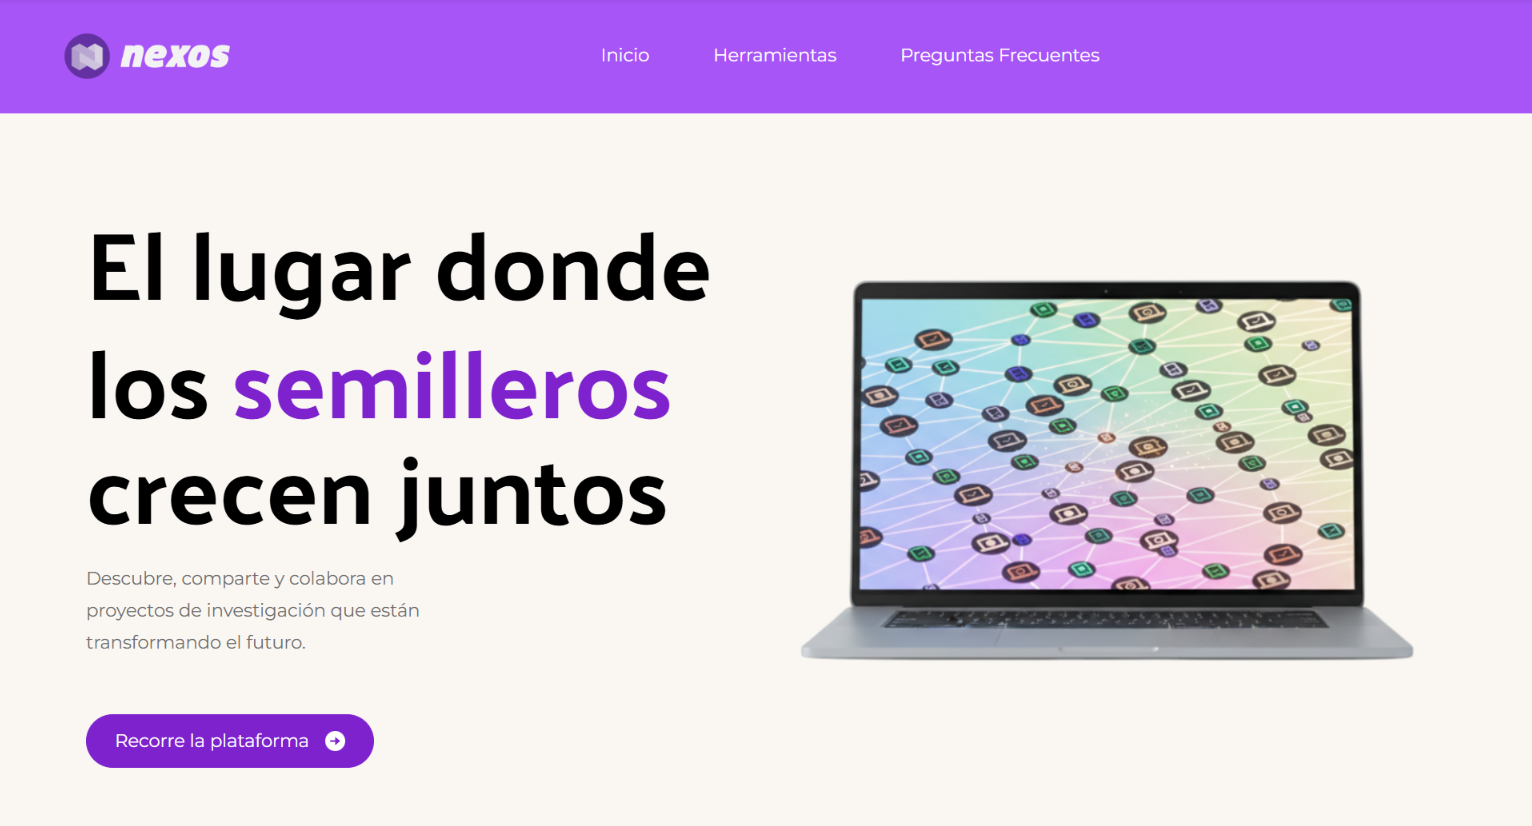 nexos
Inicio
Herramientas
Preguntas Frecuentes
El lugar donde
los semilleros
crecen juntos
Descubre, comparte y colabora en
proyectos de investigación que están
transformando el futuro.
Recorre la plataforma